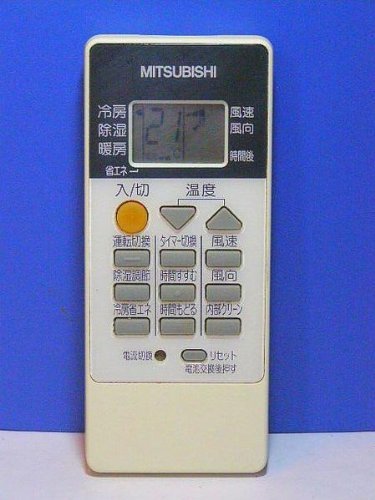 MITSUBISHI
冷房 風速
除湿 21 風向
暖房 時間後
省エネ
入/切 温度
運転切換 タイマー切換 風速
除湿調節 時間すすむ 風向
冷房省エネ 時間もどる 内部クリーン
電流切換 リセット
電池交換後押す